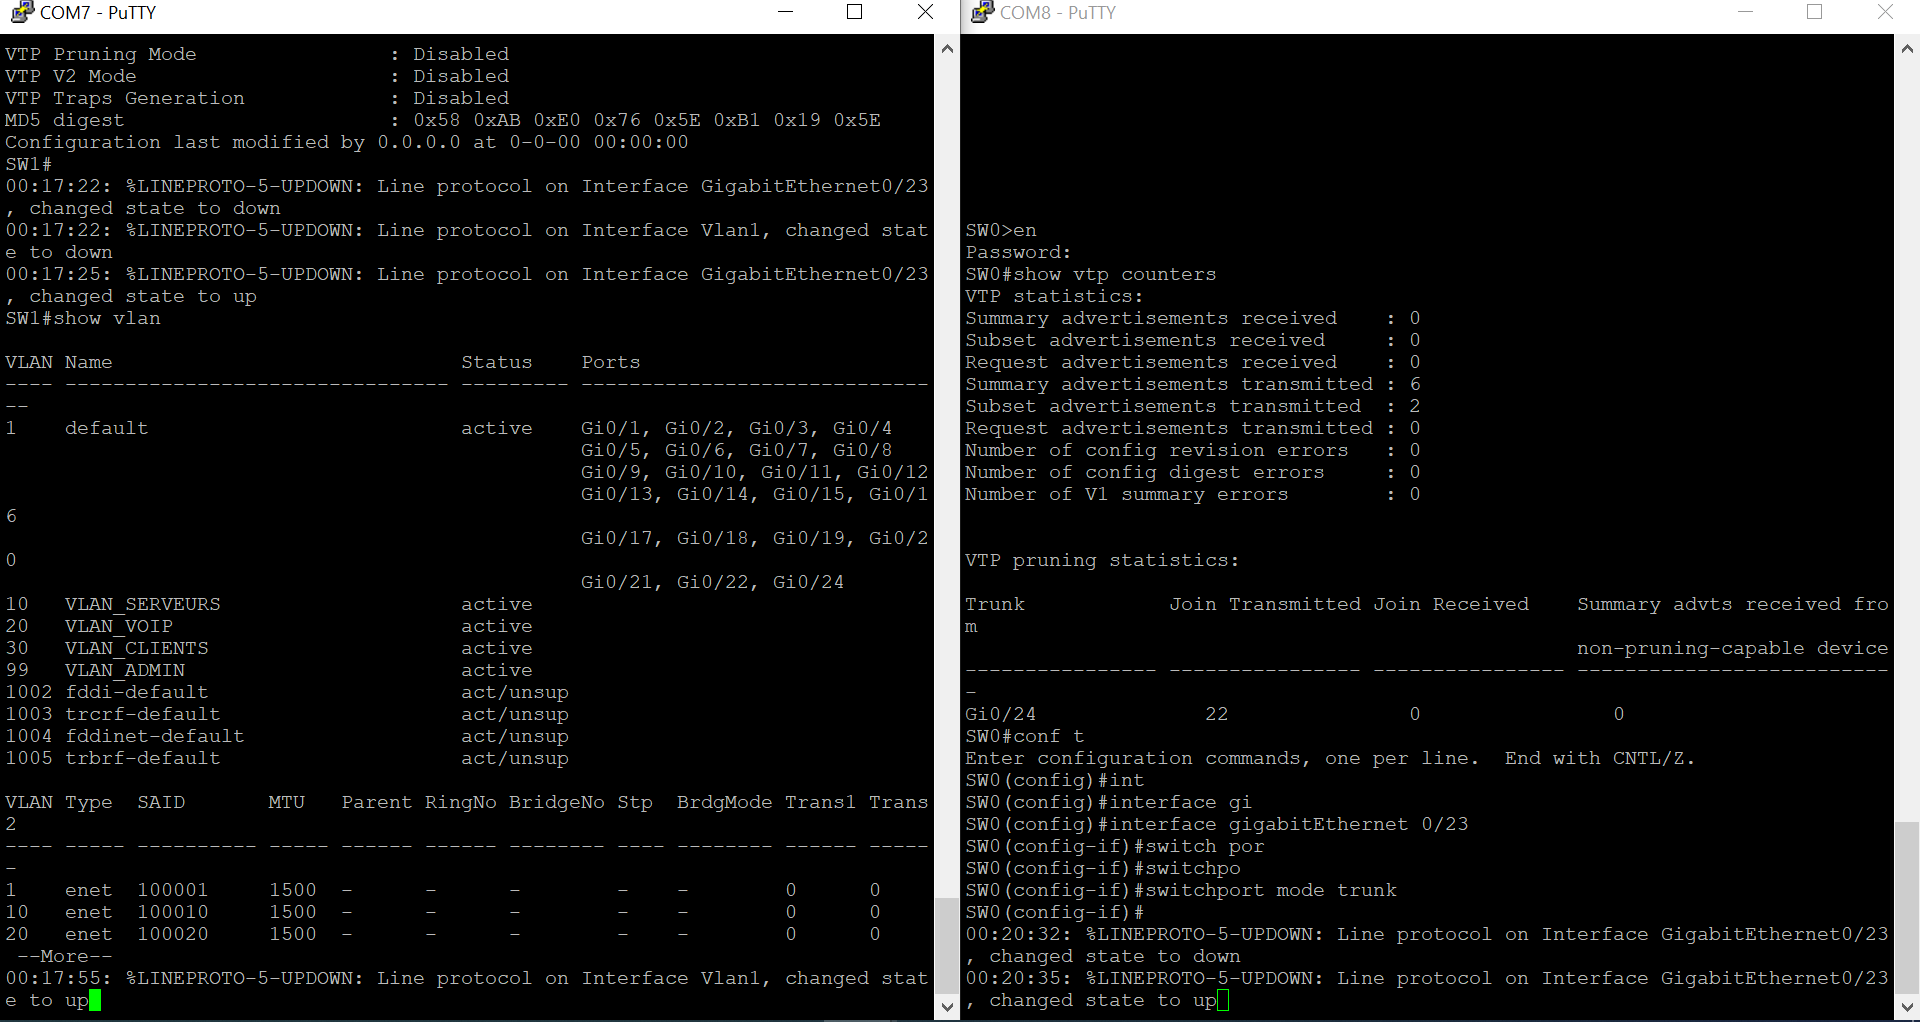 COM7 - PuTTY
VTP Pruning Mode                : Disabled
VTP V2 Mode                     : Disabled
VTP Traps Generation            : Disabled
MD5 digest                      : 0x58 0xAB 0xE0 0x76 0x5E 0xB1 0x19 0x5E
Configuration last modified by 0.0.0.0 at 0-0-00 00:00:00
SW1#
00:17:22: %LINEPROTO-5-UPDOWN: Line protocol on Interface GigabitEthernet0/23
, changed state to down
00:17:22: %LINEPROTO-5-UPDOWN: Line protocol on Interface Vlan1, changed stat
e to down
00:17:25: %LINEPROTO-5-UPDOWN: Line protocol on Interface GigabitEthernet0/23
, changed state to up
SW1#show vlan
VLAN Name                             Status    Ports
---- -------------------------------- --------- -----------------------------
--
1    default                          active    Gi0/1, Gi0/2, Gi0/3, Gi0/4
                                                Gi0/5, Gi0/6, Gi0/7, Gi0/8
                                                Gi0/9, Gi0/10, Gi0/11, Gi0/12
                                                Gi0/13, Gi0/14, Gi0/15, Gi0/1
6
                                                Gi0/17, Gi0/18, Gi0/19, Gi0/2
0
                                                Gi0/21, Gi0/22, Gi0/24
10   VLAN_SERVEURS                    active
20   VLAN_VOIP                        active
30   VLAN_CLIENTS                     active
99   VLAN_ADMIN                       active
1002 fddi-default                     act/unsup
1003 trcrf-default                    act/unsup
1004 fddinet-default                  act/unsup
1005 trbrf-default                    act/unsup
VLAN Type  SAID       MTU   Parent RingNo BridgeNo Stp  BrdgMode Trans1 Trans
2
---- ----- ---------- ----- ------ ------ -------- ---- -------- ------ -----
-
1    enet  100001     1500  -      -      -        -    -        0      0
10   enet  100010     1500  -      -      -        -    -        0      0
20   enet  100020     1500  -      -      -        -    -        0      0
 --More--
00:17:55: %LINEPROTO-5-UPDOWN: Line protocol on Interface Vlan1, changed stat
e to up
COM8 - PuTTY
SW0>en
Password:
SW0#show vtp counters
VTP statistics:
Summary advertisements received    : 0
Subset advertisements received     : 0
Request advertisements received    : 0
Summary advertisements transmitted : 6
Subset advertisements transmitted  : 2
Request advertisements transmitted : 0
Number of config revision errors   : 0
Number of config digest errors     : 0
Number of V1 summary errors        : 0
VTP pruning statistics:
Trunk            Join Transmitted Join Received    Summary advts received fro
m
                                                   non-pruning-capable device
---------------- ---------------- ---------------- --------------------------
-
Gi0/24              22               0                0
SW0#conf t
Enter configuration commands, one per line.  End with CNTL/Z.
SW0(config)#int
SW0(config)#interface gi
SW0(config)#interface gigabitEthernet 0/23
SW0(config-if)#switch por
SW0(config-if)#switchpo
SW0(config-if)#switchport mode trunk
SW0(config-if)#
00:20:32: %LINEPROTO-5-UPDOWN: Line protocol on Interface GigabitEthernet0/23
, changed state to down
00:20:35: %LINEPROTO-5-UPDOWN: Line protocol on Interface GigabitEthernet0/23
, changed state to up